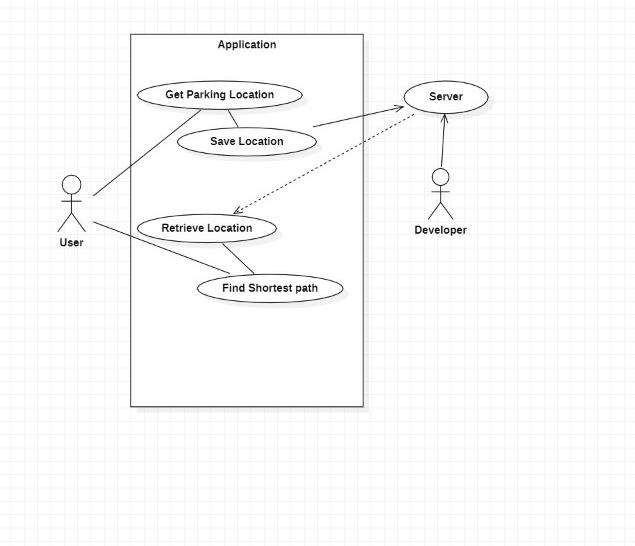 Application
Get Parking Location
Server
Save Location
User
Developer
Retrieve Location
Find Shortest path